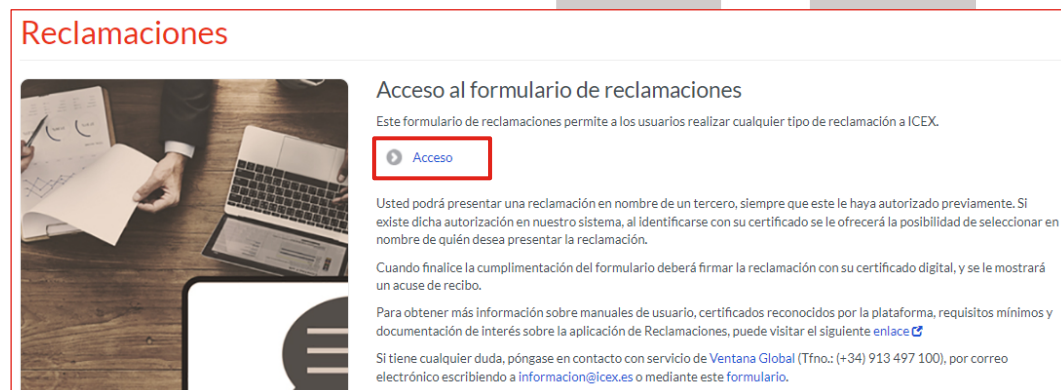 Reclamaciones
Acceso al formulario de reclamaciones
Este formulario de reclamaciones permite a los usuarios realizar cualquier tipo de reclamación a ICEX.
Acceso
Usted podrá presentar una reclamación en nombre de un tercero, siempre que este le haya autorizado previamente. Si
existe dicha autorización en nuestro sistema, al identificarse con su certificado se le ofrecerá la posibilidad de seleccionar en
nombre de quién desea presentar la reclamación.
Cuando finalice la cumplimentación del formulario deberá firmar la reclamación con su certificado digital, y se le mostrará
un acuse de recibo.
Para obtener más información sobre manuales de usuario, certificados reconocidos por la plataforma, requisitos mínimos y
documentación de interés sobre la aplicación de Reclamaciones, puede visitar el siguiente enlace
Si tiene cualquier duda, póngase en contacto con servicio de Ventana Global (Tfno.: (+34) 913 497 100), por correo
electrónico escribiendo a informacion@icex.es o mediante este formulario.